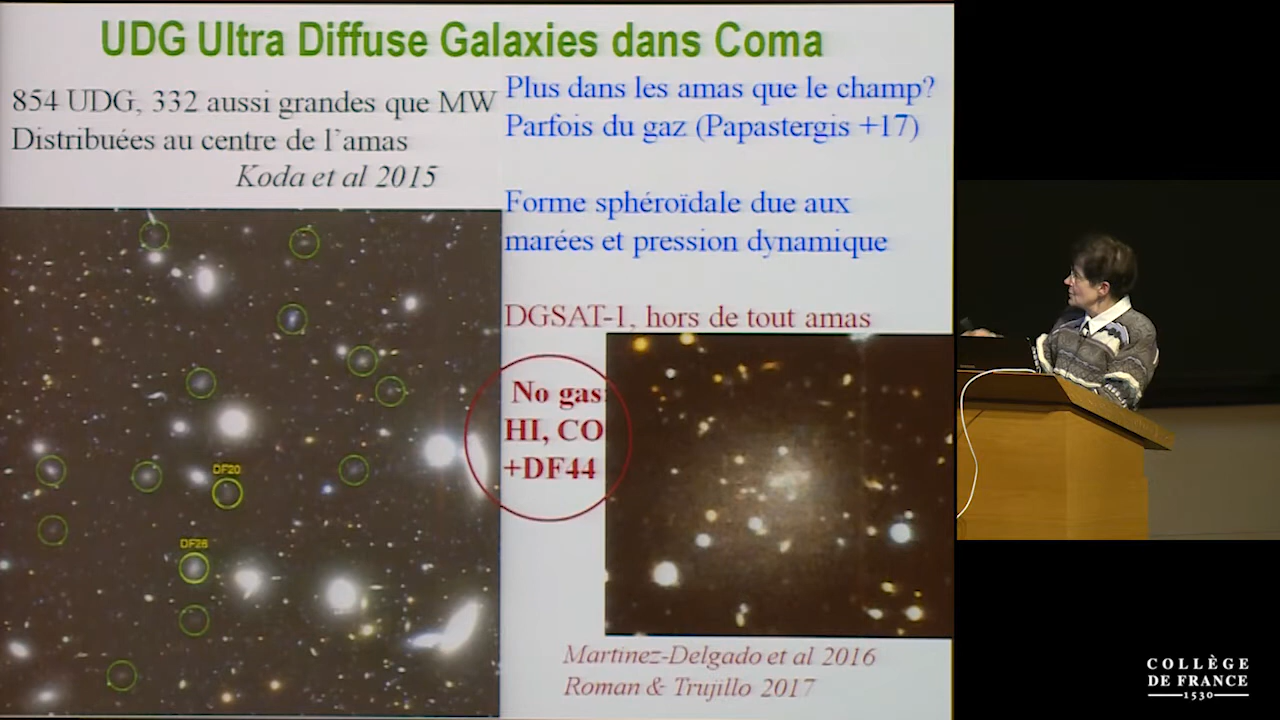 UDG Ultra Diffuse Galaxies dans Coma
854 UDG, 332 aussi grandes que MW
Distribuées au centre de l'amas
Koda et al 2015
Plus dans les amas que le champ?
Parfois du gaz (Papastergis +17)
Forme sphéroïdale due aux
marées et pression dynamique
DGSAT-1, hors de tout amas
No gas
HI, CO
+DF44
DF20
DF26
Martinez-Delgado et al 2016
Roman & Trujillo 2017
COLLÈGE
DE FRANCE
1530